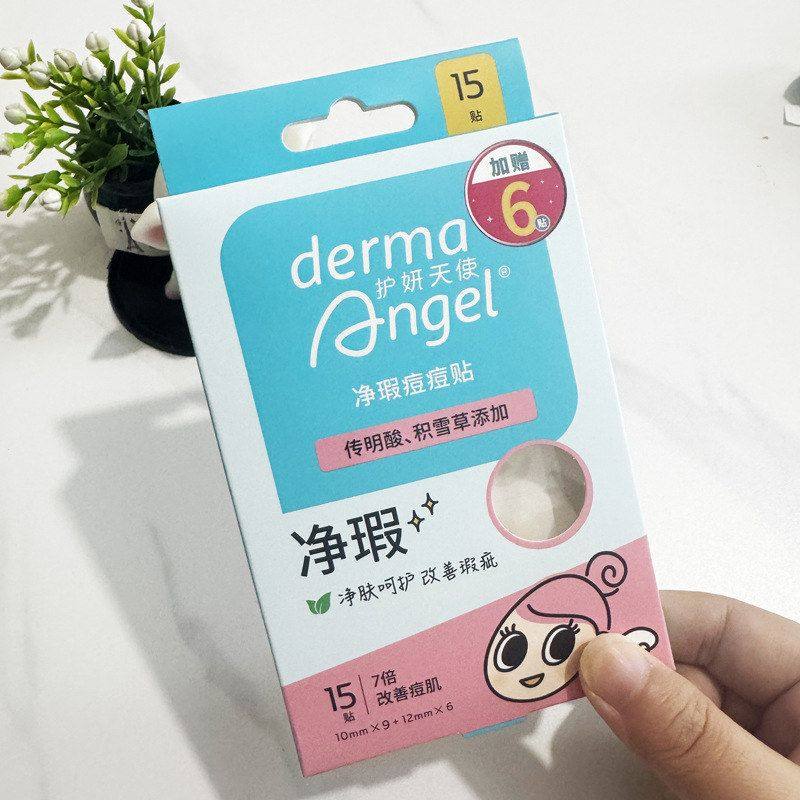 15
贴
加赠
6
贴
derma
护妍天使
Angel®
净瑕痘痘贴
传明酸、积雪草添加
净瑕
净肤呵护 改善瑕疵
15
贴
7倍
改善痘肌
10mm×9+12mm×6